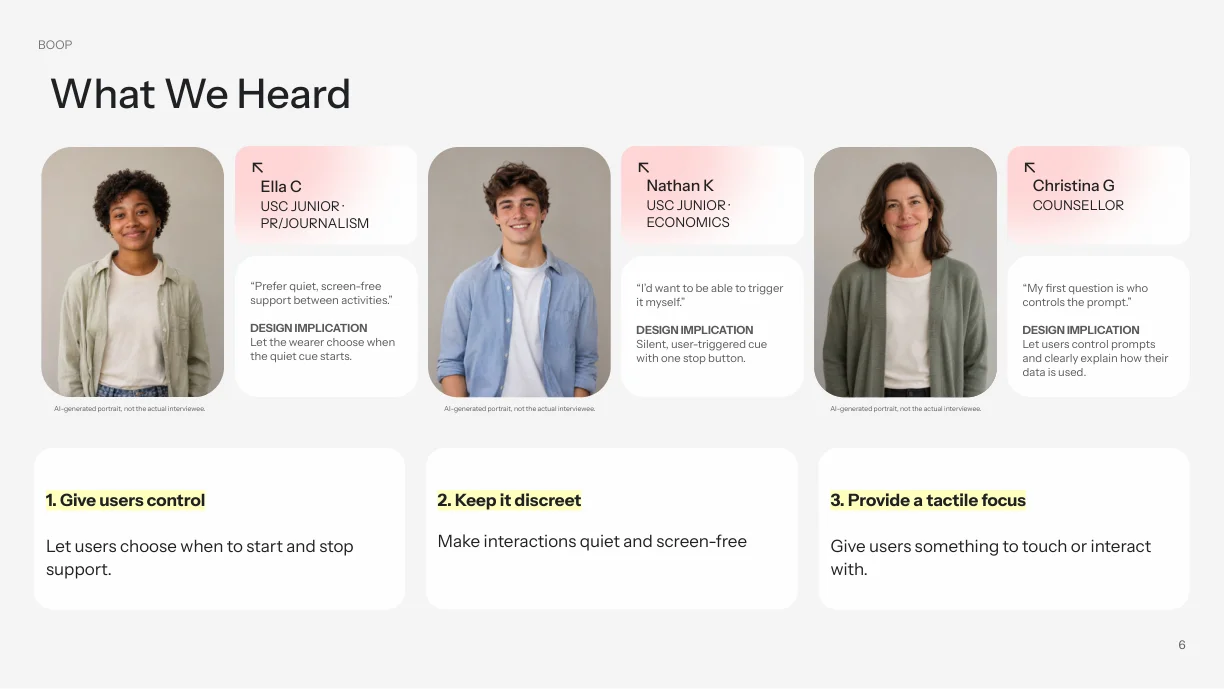 BOOP
What We Heard
Ella C
USC JUNIOR ·
PR/JOURNALISM
“Prefer quiet, screen-free
support between activities.”
DESIGN IMPLICATION
Let the wearer choose when
the quiet cue starts.
AI-generated portrait, not the actual interviewee.
Nathan K
USC JUNIOR ·
ECONOMICS
“I’d want to be able to trigger
it myself.”
DESIGN IMPLICATION
Silent, user-triggered cue
with one stop button.
AI-generated portrait, not the actual interviewee.
Christina G
COUNSELLOR
“My first question is who
controls the prompt.”
DESIGN IMPLICATION
Let users control prompts
and clearly explain how their
data is used.
AI-generated portrait, not the actual interviewee.
1. Give users control
Let users choose when to start and stop
support.
2. Keep it discreet
Make interactions quiet and screen-free
3. Provide a tactile focus
Give users something to touch or interact
with.
6